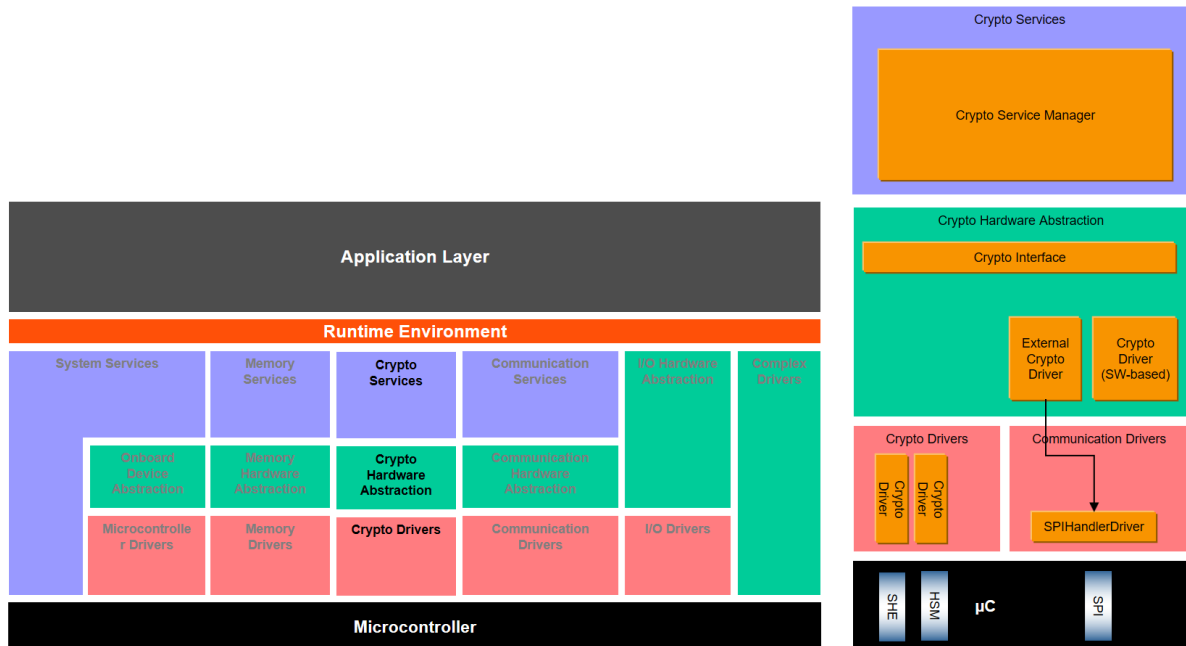 Application Layer
Runtime Environment
System Services
Memory
Services
Crypto
Services
Communication
Services
I/O Hardware
Abstraction
Complex
Drivers
Onboard
Device
Abstraction
Memory
Hardware
Abstraction
Crypto
Hardware
Abstraction
Communication
Hardware
Abstraction
Microcontrolle
r Drivers
Memory
Drivers
Crypto Drivers
Communication
Drivers
I/O Drivers
Microcontroller
Crypto Services
Crypto Service Manager
Crypto Hardware Abstraction
Crypto Interface
External
Crypto
Driver
Crypto
Driver
(SW-based)
Crypto Drivers
Crypto
Driver
Crypto
Driver
Communication Drivers
SPIHandlerDriver
SHE
HSM
µC
SPI